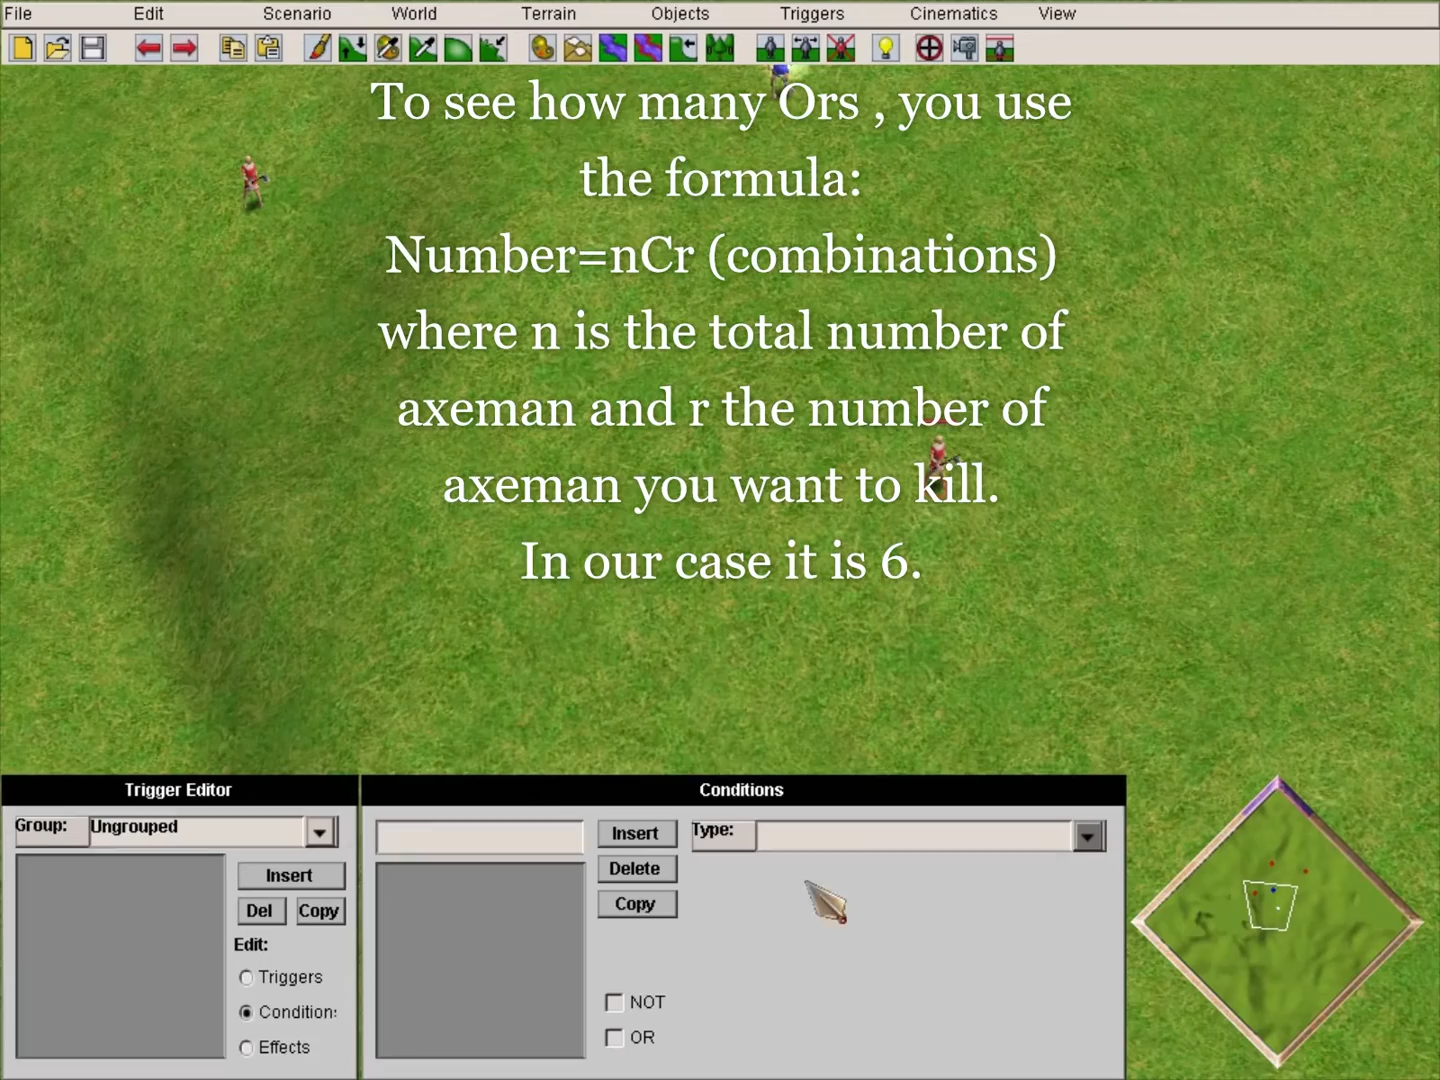 File Edit Scenario World Terrain Objects Triggers Cinematics View
To see how many Ors , you use
the formula:
Number=nCr (combinations)
where n is the total number of
axeman and r the number of
axeman you want to kill.
In our case it is 6.
Trigger Editor
Group: Ungrouped
Insert
Del Copy
Edit:
Triggers
Condition:
Effects
Conditions
Insert
Delete
Copy
Type:
NOT
OR